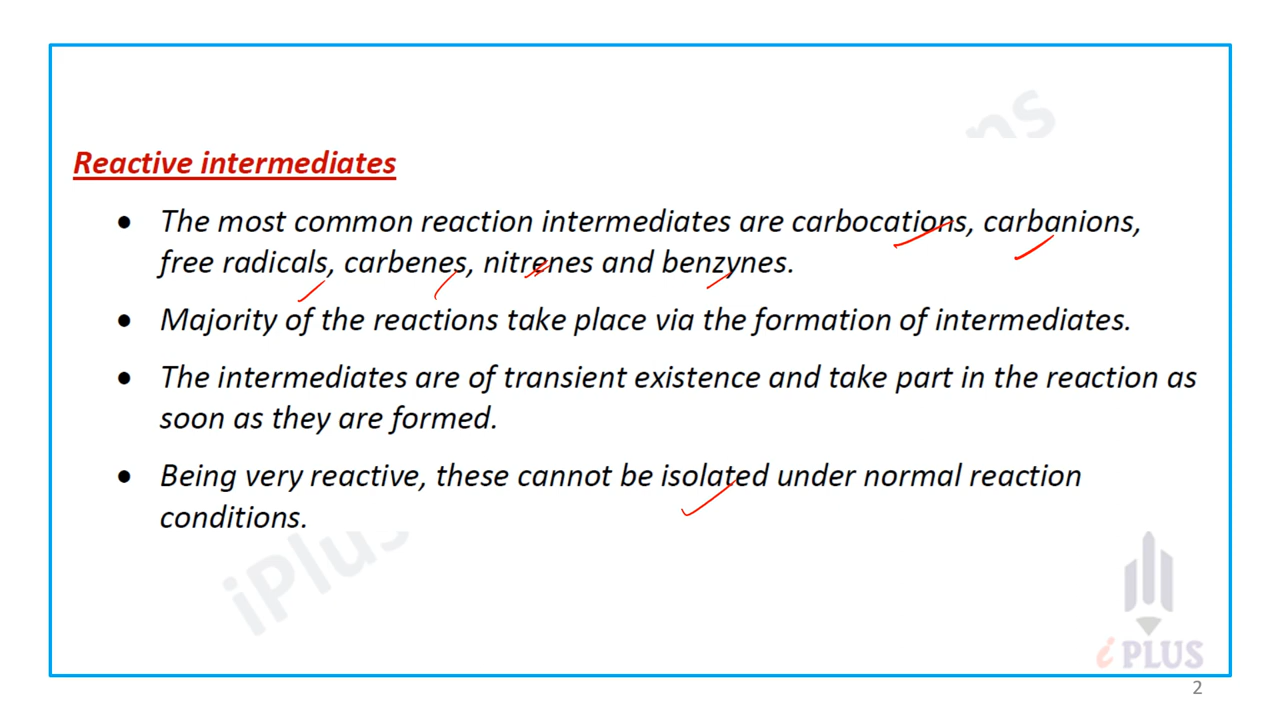 Reactive intermediates
● The most common reaction intermediates are carbocations, carbanions,
free radicals, carbenes, nitrenes and benzynes.
● Majority of the reactions take place via the formation of intermediates.
● The intermediates are of transient existence and take part in the reaction as
soon as they are formed.
● Being very reactive, these cannot be isolated under normal reaction
conditions.
iPlus
ns
i PLUS
2